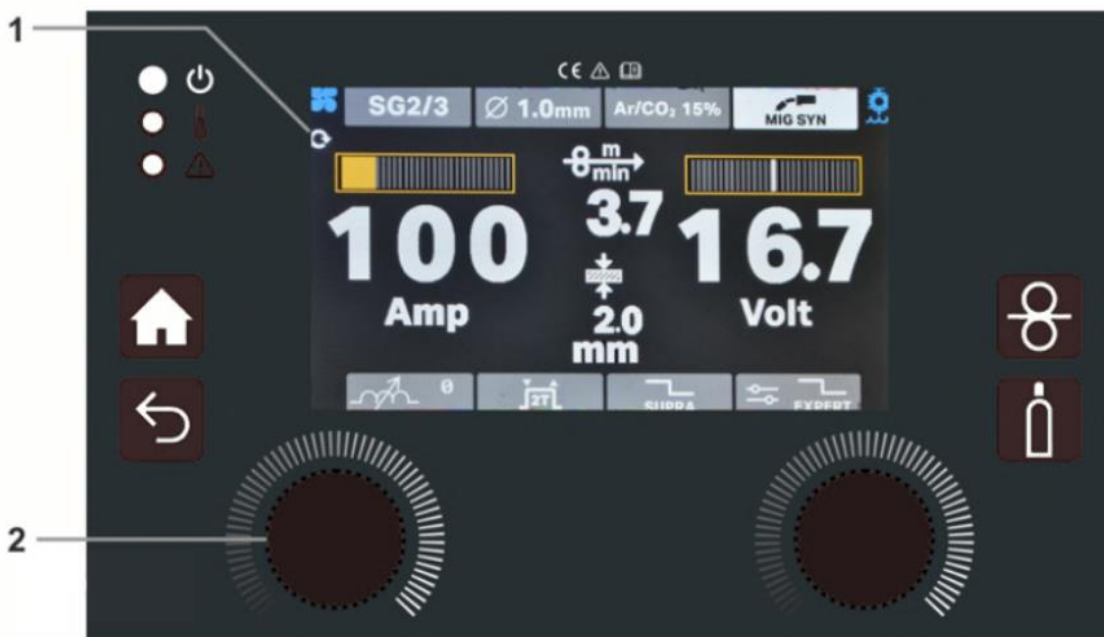 1
CE
SG2/3
Ø 1.0mm
Ar/CO₂ 15%
MIG SYN
m
min
100
3.7
16.7
Amp
Volt
2.0
mm
0
2T
SUPRA
EXPERT
2